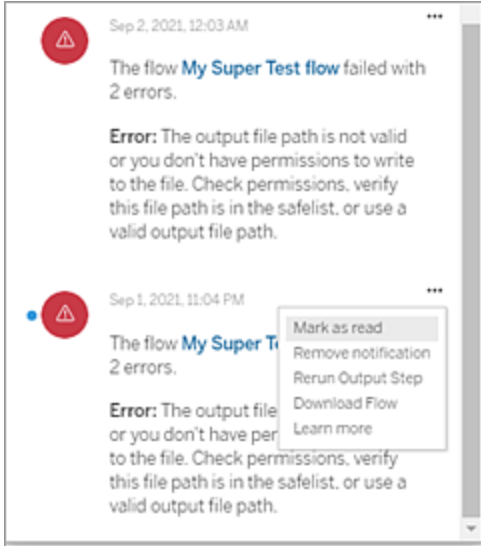 Sep 2, 2021, 12:03 AM
The flow My Super Test flow failed with
2 errors.
Error: The output file path is not valid
or you don't have permissions to write
to the file. Check permissions, verify
this file path is in the safelist, or use a
valid output file path.
Sep 1, 2021, 11:04 PM
The flow My Super
2 errors.
Error: The output file
or you don't have
to the file. Check permissions, verify
this file path is in the safelist, or use a
valid output file path.
Mark as read
Remove notification
Rerun Output Step
Download Flow
Learn more